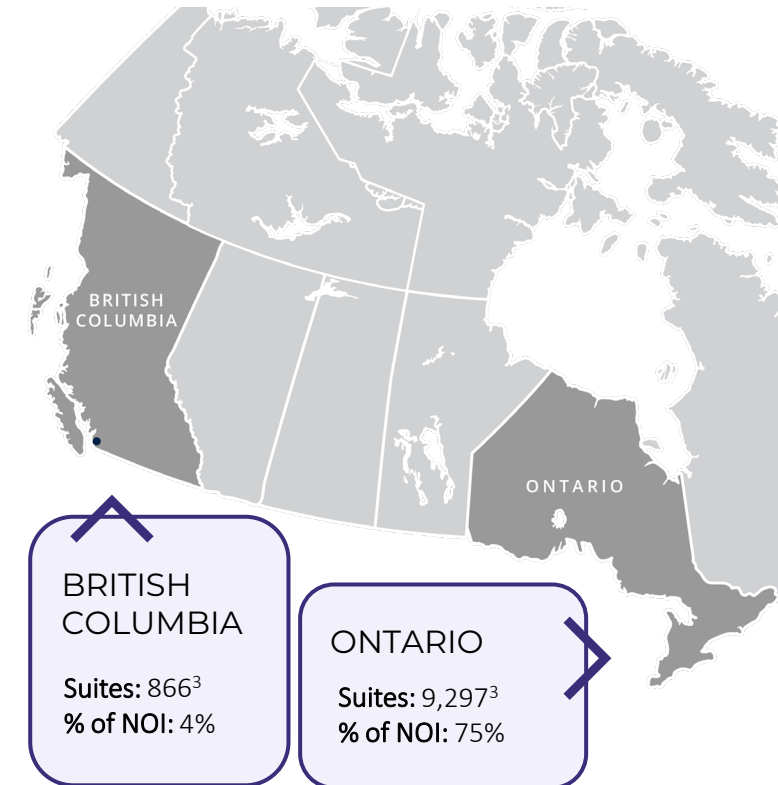 BRITISH
COLUMBIA
ONTARIO
BRITISH
COLUMBIA
Suites: 866³
% of NOI: 4%
ONTARIO
Suites: 9,297³
% of NOI: 75%